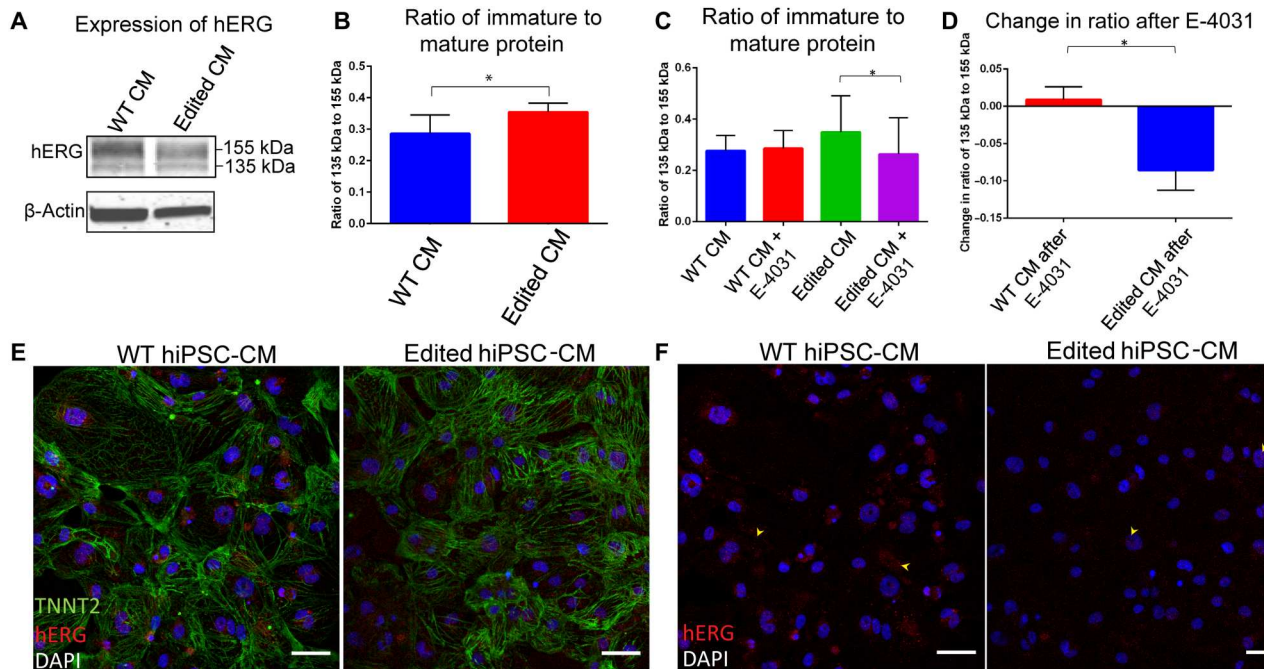 A
Expression of hERG
WT CM
Edited CM
hERG
155 kDa
135 kDa
β-Actin
B
Ratio of immature to
mature protein
*
Ratio of 135 kDa to 155 kDa
0.5
0.4
0.3
0.2
0.1
0.0
WT CM
Edited CM
C
Ratio of immature to
mature protein
*
Ratio of 135 kDa to 155 kDa
0.6
0.4
0.2
0.0
WT CM
WT CM +
E-4031
Edited CM
Edited CM +
E-4031
D
Change in ratio after E-4031
*
Change in ratio of 135 kDa to 155 kDa
0.05
0.00
−0.05
−0.10
−0.15
WT CM after
E-4031
Edited CM after
E-4031
E
WT hiPSC-CM
Edited hiPSC-CM
TNNT2
hERG
DAPI
F
WT hiPSC-CM
Edited hiPSC-CM
hERG
DAPI